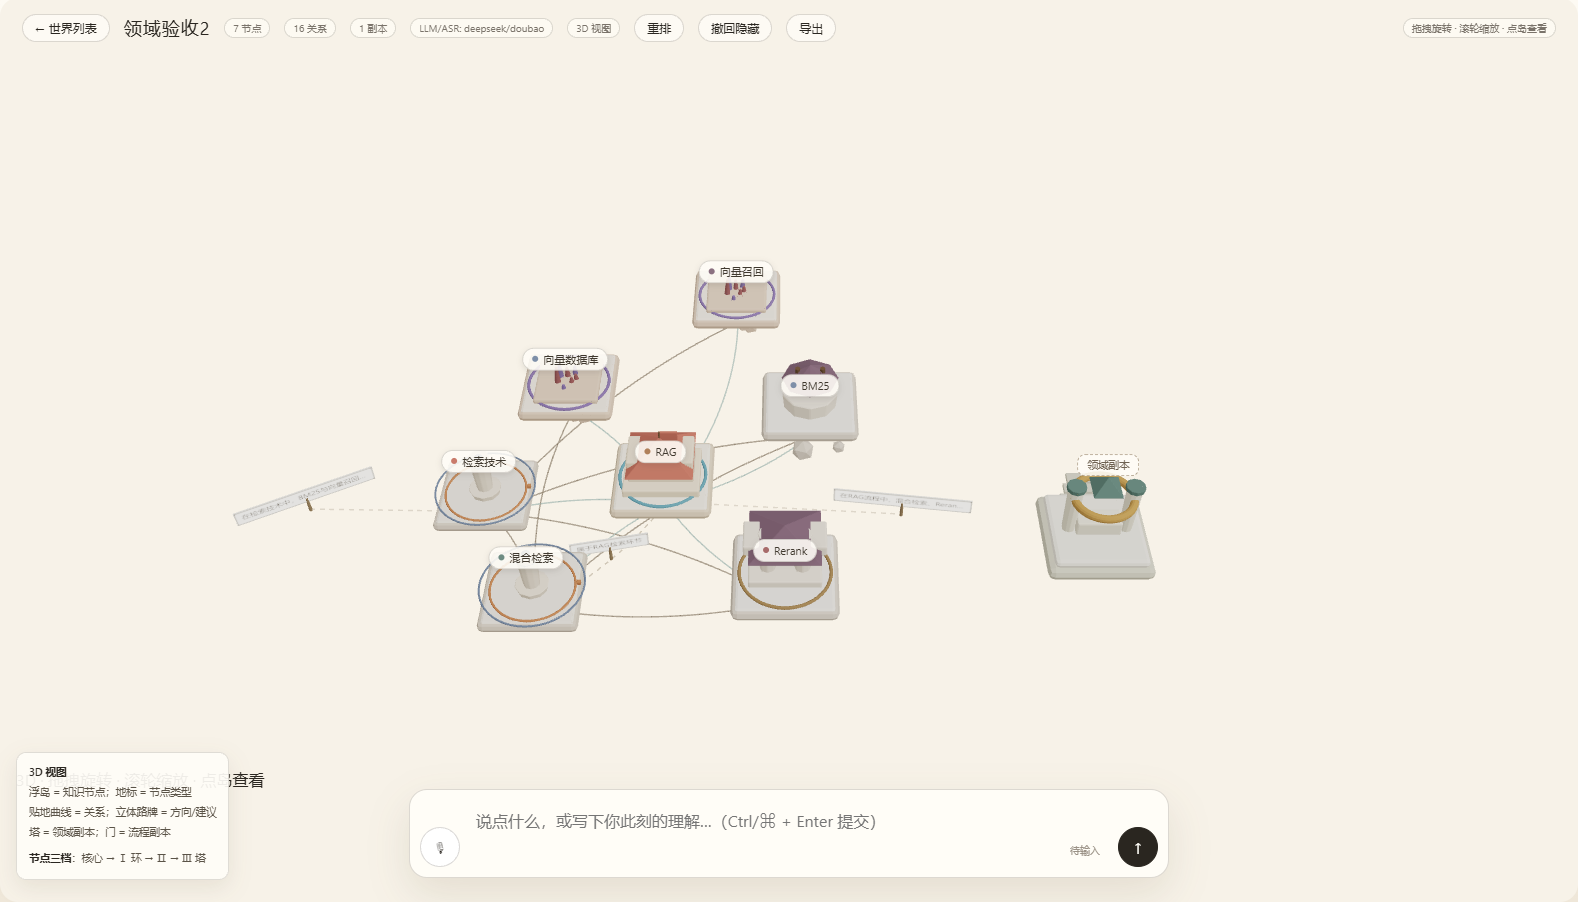 ← 世界列表
领域验收2
7 节点
16 关系
1 副本
LLM/ASR: deepseek/doubao
3D 视图
重排
撤回隐藏
导出
拖拽旋转 · 滚轮缩放 · 点岛查看
向量召回
向量数据库
BM25
RAG
检索技术
领域副本
混合检索
Rerank
3D 视图
浮岛 = 知识节点；地标 = 节点类型
贴地曲线 = 关系；立体路牌 = 方向/建议
塔 = 领域副本；门 = 流程副本
节点三档：核心 → Ⅰ 环 → Ⅱ → Ⅲ 塔
点岛查看
说点什么，或写下你此刻的理解...（Ctrl/⌘ + Enter 提交）
待输入
↑